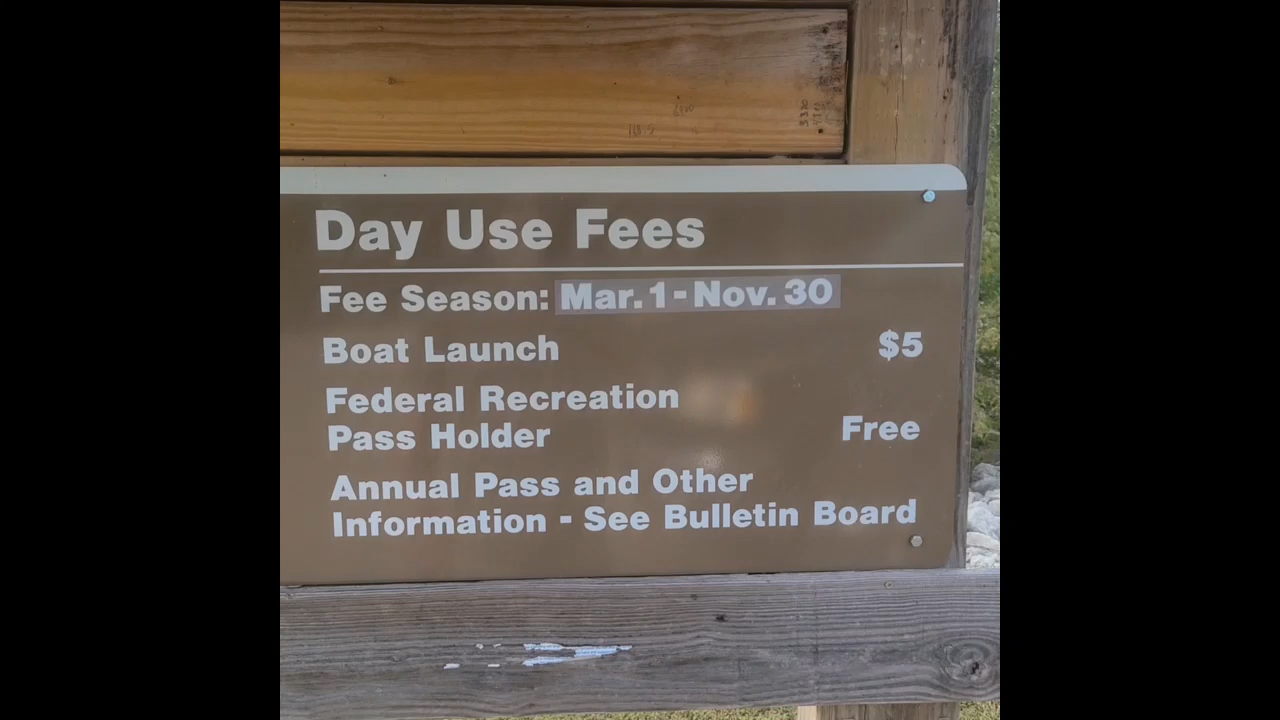 Day Use Fees
Fee Season: Mar. 1 - Nov. 30
Boat Launch $5
Federal Recreation
Pass Holder Free
Annual Pass and Other
Information - See Bulletin Board